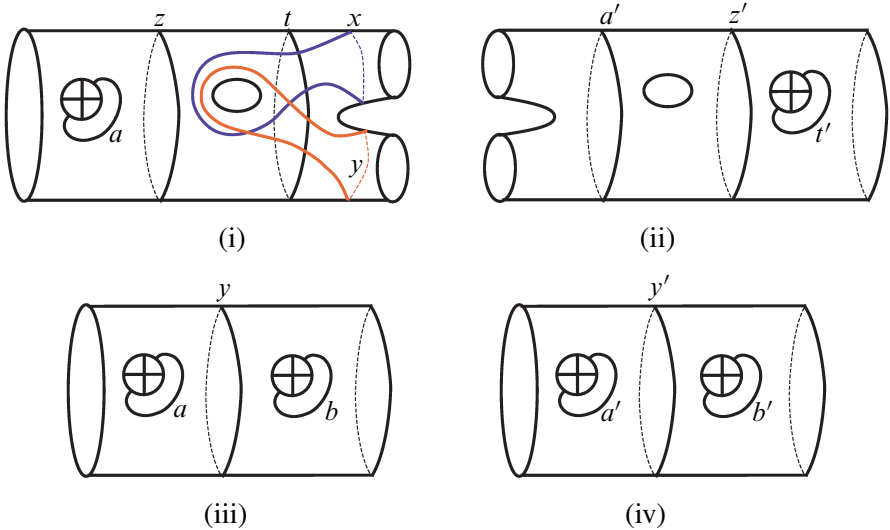 z t x a′ z′
a y t′
(i) (ii)
y y′
a b a′ b′
(iii) (iv)